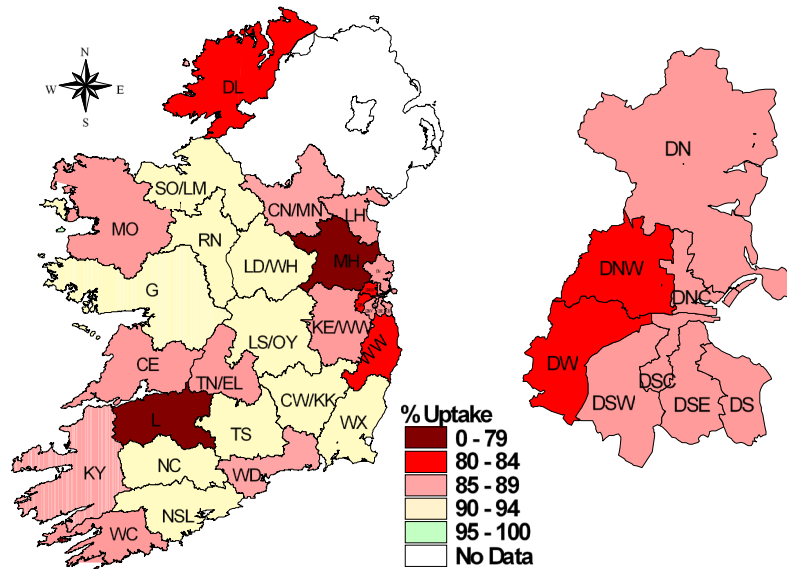 N
W E
S
DL
SO/LM
CN/MN
LH
MO
RN
MH
LD/WH
G
KE/WW
LS/OY
WW
CE
TN/EL
CW/KK
L
WX
TS
NC
KY
WD
NSL
WC
DN
DNW
DNC
DW
DSC
DSW
DSE
DS
% Uptake
0 - 79
80 - 84
85 - 89
90 - 94
95 - 100
No Data